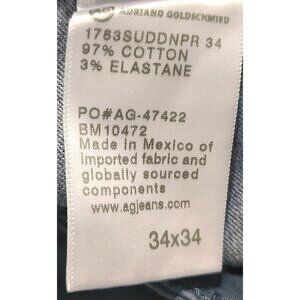 ADRIANO GOLDSCHMIED
1783SUDDNPR 34
97% COTTON
3% ELASTANE
PO#AG-47422
BM10472
Made in Mexico of
imported fabric and
globally sourced
components
www.agjeans.com
34x34